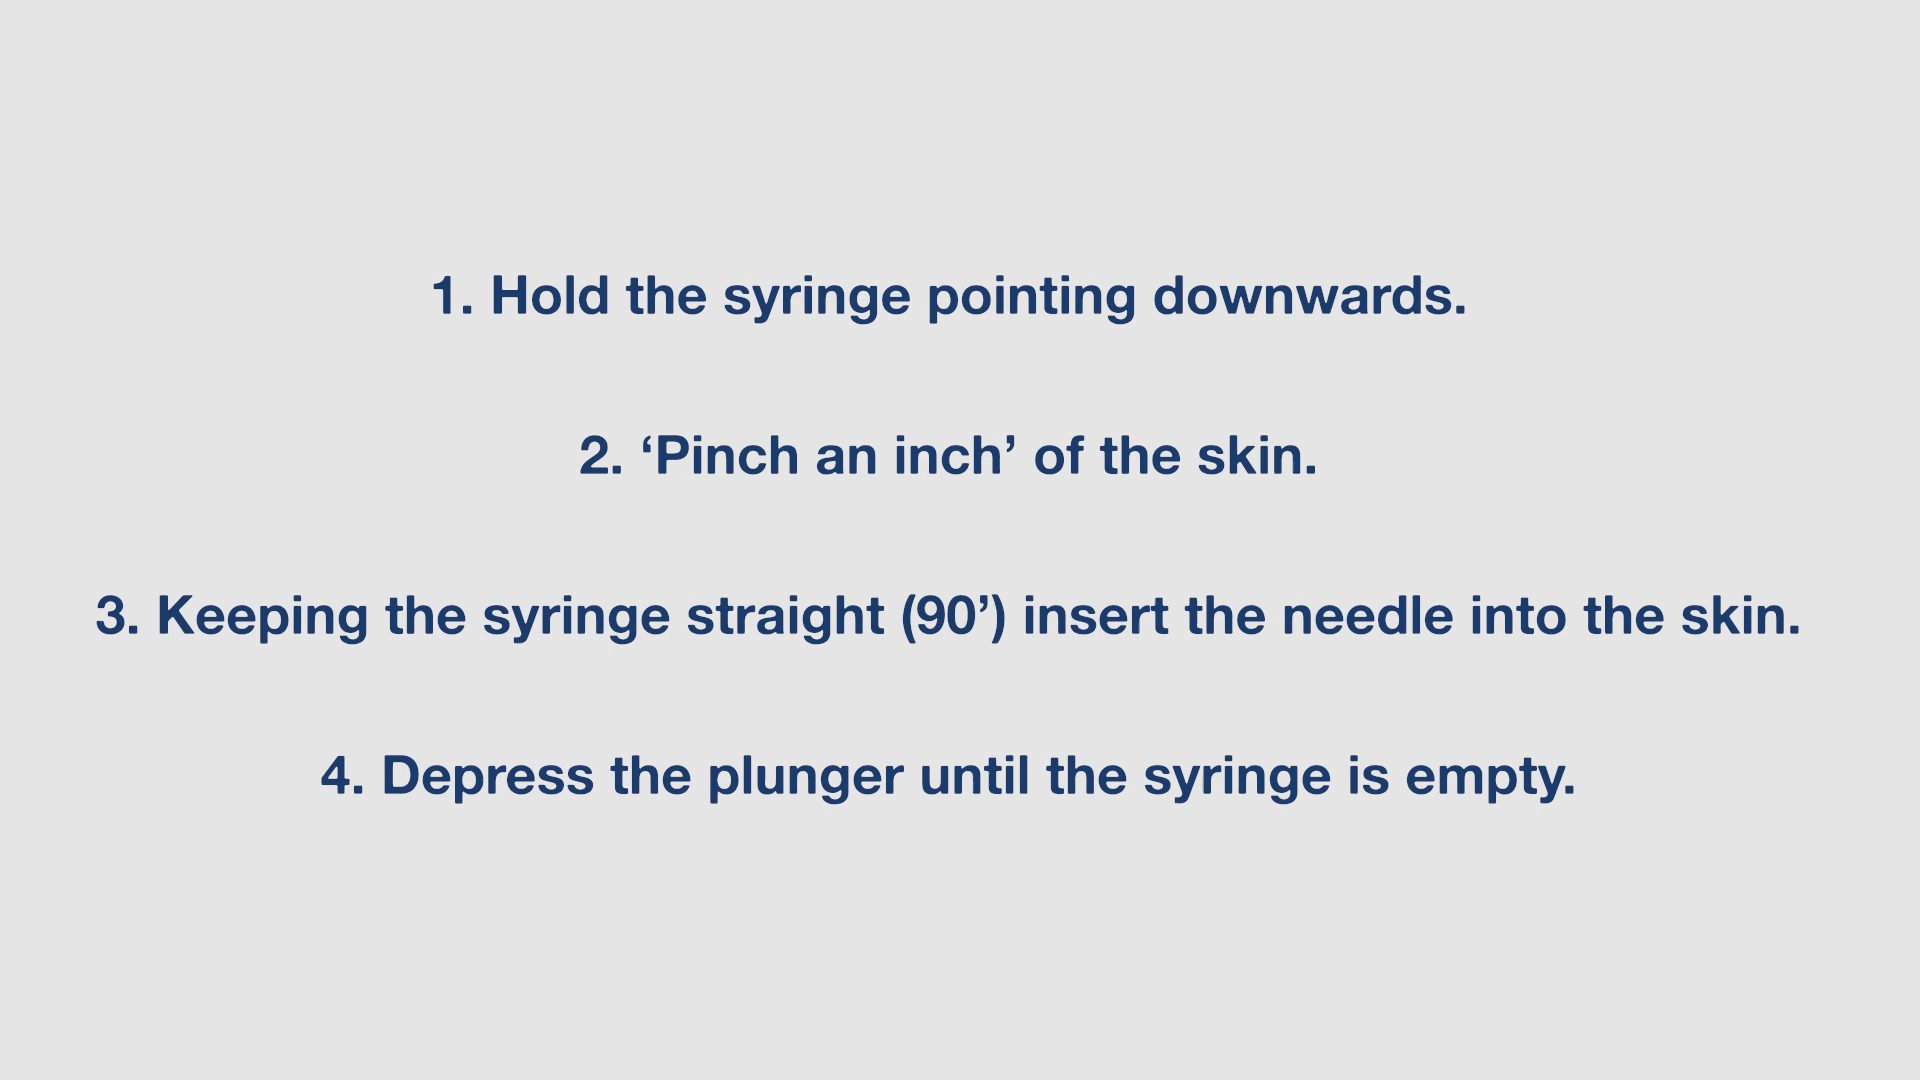 1. Hold the syringe pointing downwards.
2. ‘Pinch an inch’ of the skin.
3. Keeping the syringe straight (90’) insert the needle into the skin.
4. Depress the plunger until the syringe is empty.